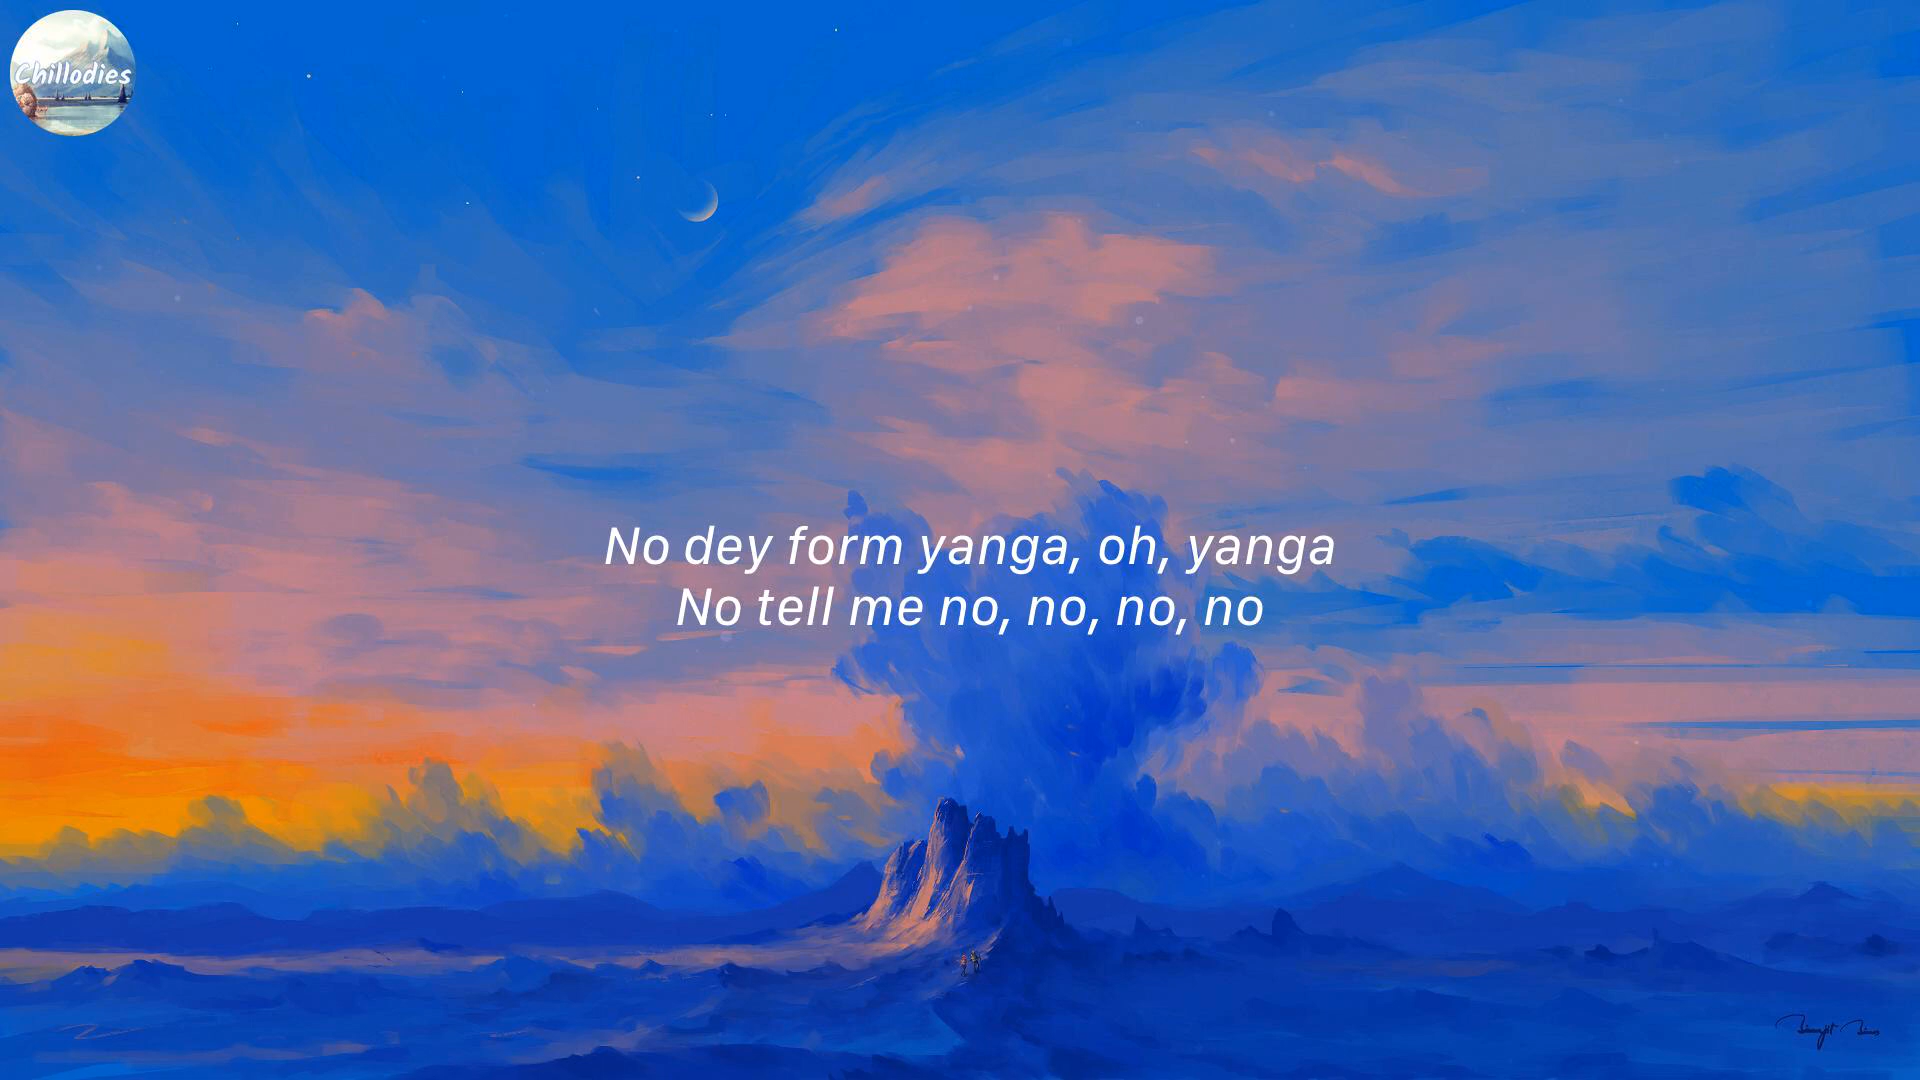 Chillodies
No dey form yanga, oh, yanga
No tell me no, no, no, no